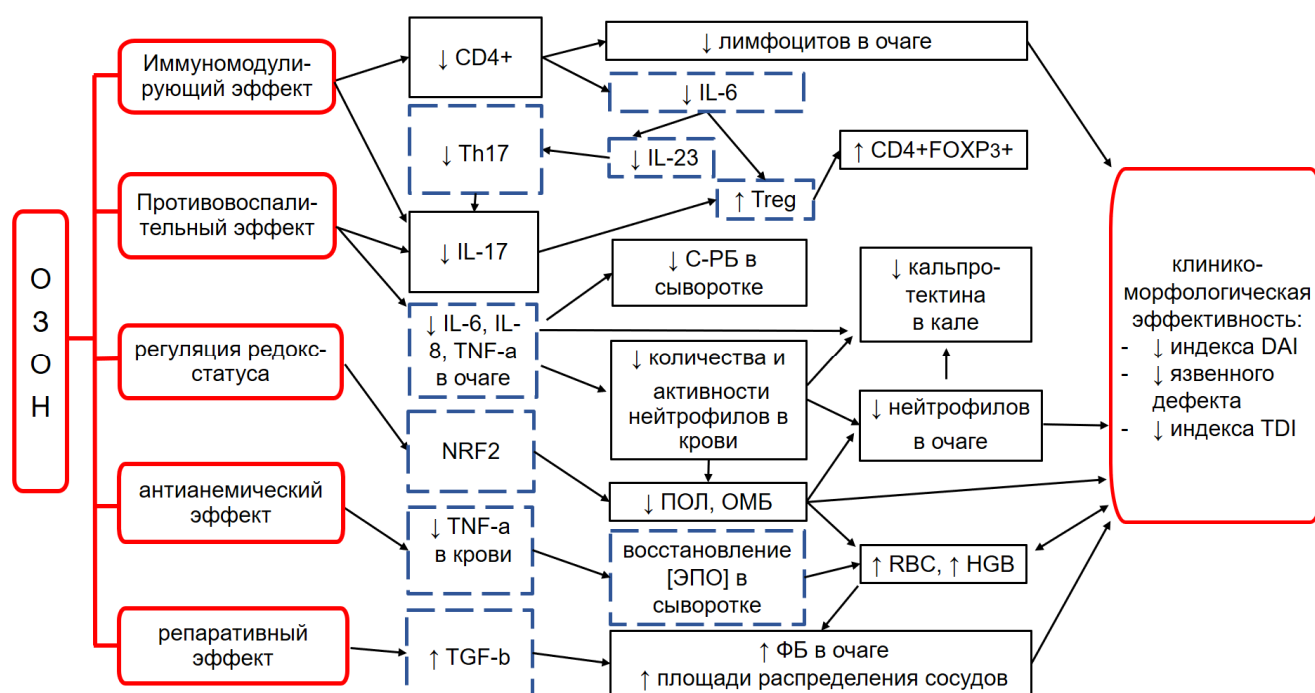 О
З
О
Н
Иммуномодули-
рующий эффект
Противовоспали-
тельный эффект
регуляция редокс-
статуса
антианемический
эффект
репаративный
эффект
↓ CD4+
↓ Th17
↓ IL-17
↓ IL-6, IL-
8, TNF-a
в очаге
NRF2
↓ TNF-a
в крови
↑ TGF-b
↓ лимфоцитов в очаге
↓ IL-6
↓ IL-23
↑ Treg
↑ CD4+FOXP3+
↓ С-РБ в
сыворотке
↓ количества и
активности
нейтрофилов в
крови
↓ ПОЛ, ОМБ
восстановление
[ЭПО] в
сыворотке
↑ ФБ в очаге
↑ площади распределения сосудов
↓ кальпро-
тектина
в кале
↓ нейтрофилов
в очаге
↑ RBC, ↑ HGB
клинико-
морфологическая
эффективность:
- ↓ индекса DAI
- ↓ язвенного
дефекта
- ↓ индекса TDI